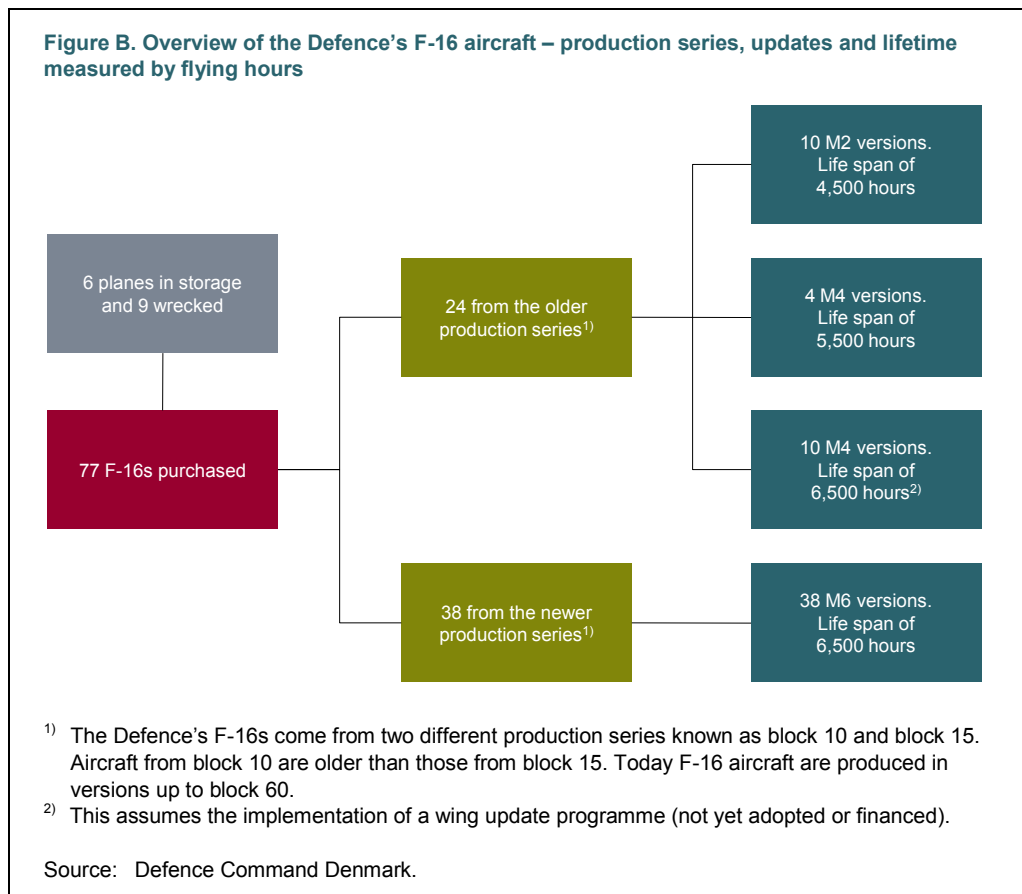 Figure B. Overview of the Defence's F-16 aircraft – production series, updates and lifetime
measured by flying hours
6 planes in storage
and 9 wrecked
77 F-16s purchased
24 from the older
production series1)
38 from the newer
production series1)
10 M2 versions.
Life span of
4,500 hours
4 M4 versions.
Life span of
5,500 hours
10 M4 versions.
Life span of
6,500 hours2)
38 M6 versions.
Life span of
6,500 hours
1) The Defence's F-16s come from two different production series known as block 10 and block 15.
Aircraft from block 10 are older than those from block 15. Today F-16 aircraft are produced in
versions up to block 60.
2) This assumes the implementation of a wing update programme (not yet adopted or financed).
Source: Defence Command Denmark.